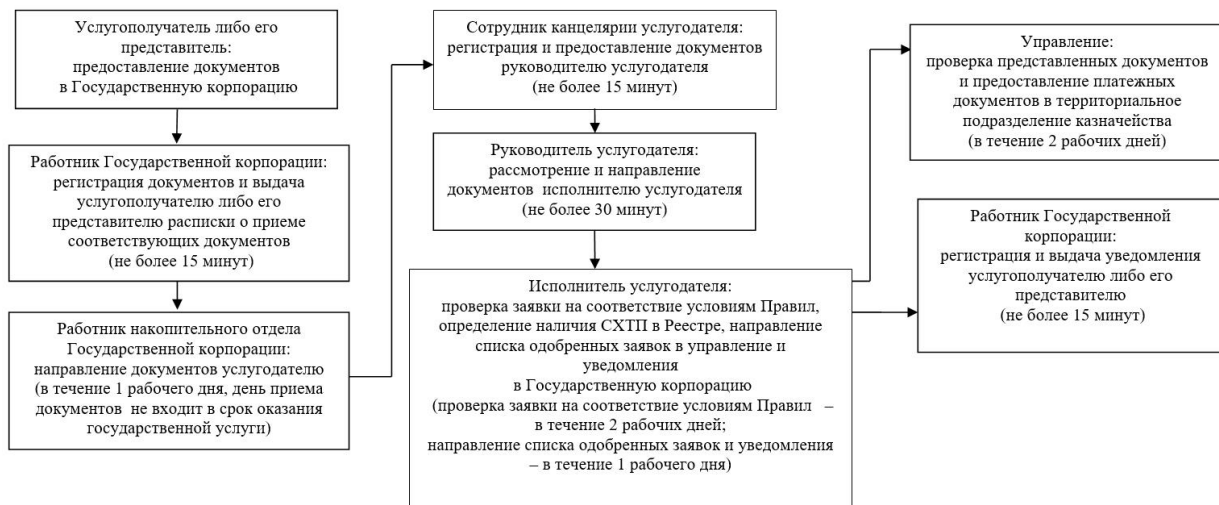 Услугополучатель либо его
представитель:
предоставление документов
в Государственную корпорацию
Работник Государственной корпорации:
регистрация документов и выдача
услугополучателю либо его
представителю расписки о приеме
соответствующих документов
(не более 15 минут)
Работник накопительного отдела
Государственной корпорации:
направление документов услугодателю
(в течение 1 рабочего дня, день приема
документов не входит в срок оказания
государственной услуги)
Сотрудник канцелярии услугодателя:
регистрация и предоставление документов
руководителю услугодателя
(не более 15 минут)
Руководитель услугодателя:
рассмотрение и направление
документов исполнителю услугодателя
(не более 30 минут)
Исполнитель услугодателя:
проверка заявки на соответствие условиям Правил,
определение наличия СХТП в Реестре, направление
списка одобренных заявок в управление и
уведомления
в Государственную корпорацию
(проверка заявки на соответствие условиям Правил –
в течение 2 рабочих дней;
направление списка одобренных заявок и уведомления
– в течение 1 рабочего дня)
Управление:
проверка представленных документов
и предоставление платежных
документов в территориальное
подразделение казначейства
(в течение 2 рабочих дней)
Работник Государственной
корпорации:
регистрация и выдача уведомления
услугополучателю либо его
представителю
(не более 15 минут)